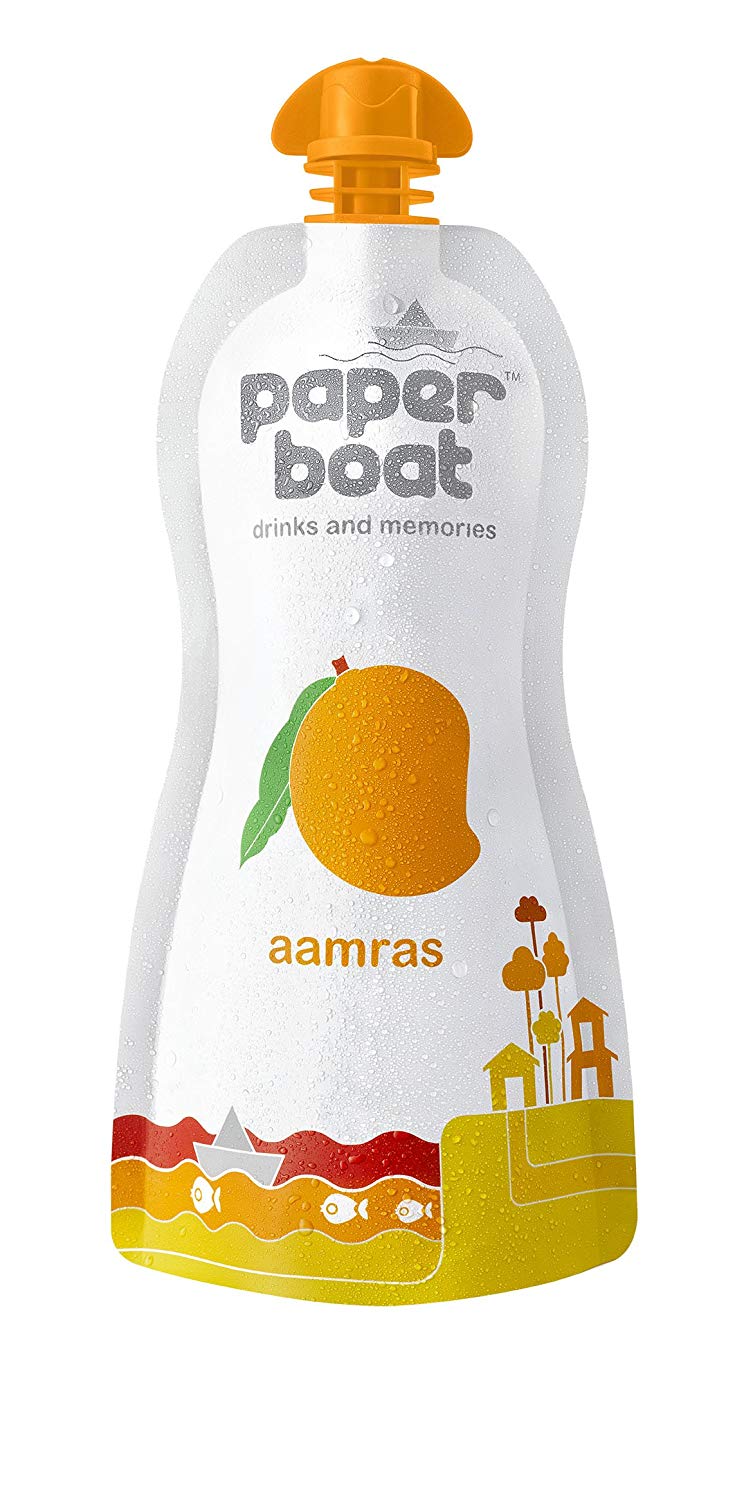 paper™
boat
drinks and memories
aamras